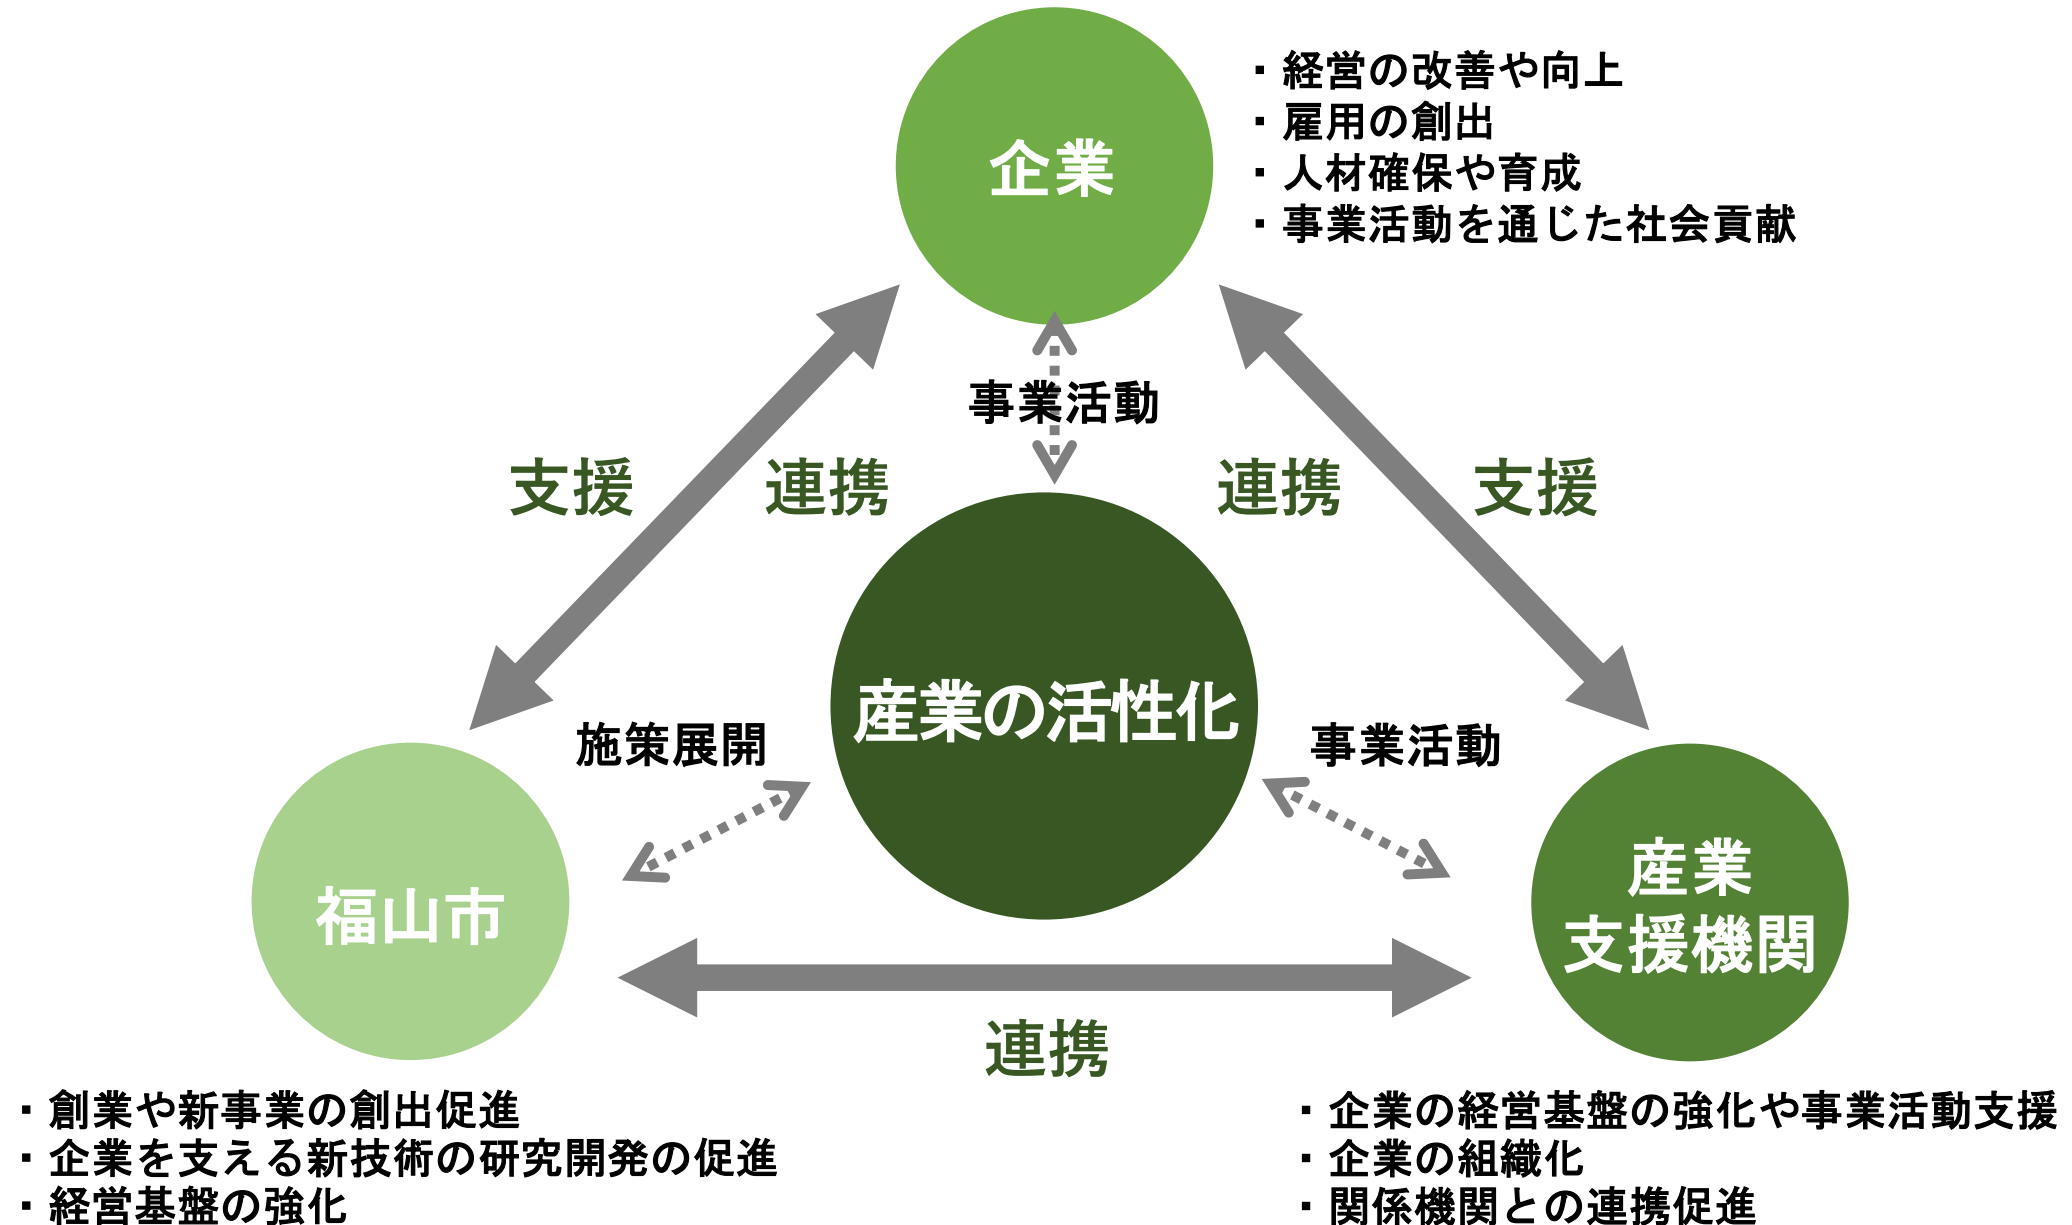 企業
・経営の改善や向上
・雇用の創出
・人材確保や育成
・事業活動を通じた社会貢献
事業活動
支援
連携
連携
支援
産業の活性化
施策展開
事業活動
福山市
産業
支援機関
連携
・創業や新事業の創出促進
・企業を支える新技術の研究開発の促進
・経営基盤の強化
・企業の経営基盤の強化や事業活動支援
・企業の組織化
・関係機関との連携促進